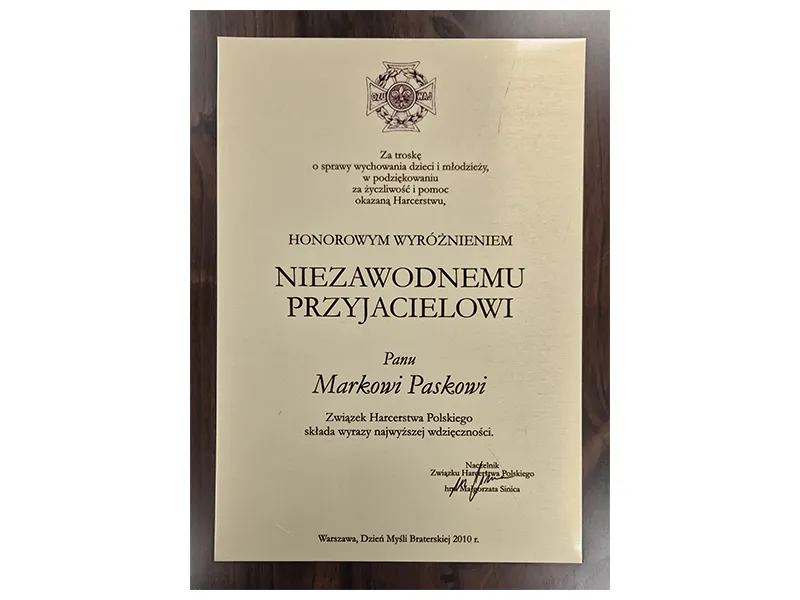 CZU WAJ
Za troskę
o sprawy wychowania dzieci i młodzieży,
w podziękowaniu
za życzliwość i pomoc
okazaną Harcerstwu,
HONOROWYM WYRÓŻNIENIEM
NIEZAWODNEMU
PRZYJACIELOWI
Panu
Markowi Paskowi
Związek Harcerstwa Polskiego
składa wyrazy najwyższej wdzięczności.
Naczelnik
Związku Harcerstwa Polskiego
hm. Małgorzata Sinica
Warszawa, Dzień Myśli Braterskiej 2010 r.